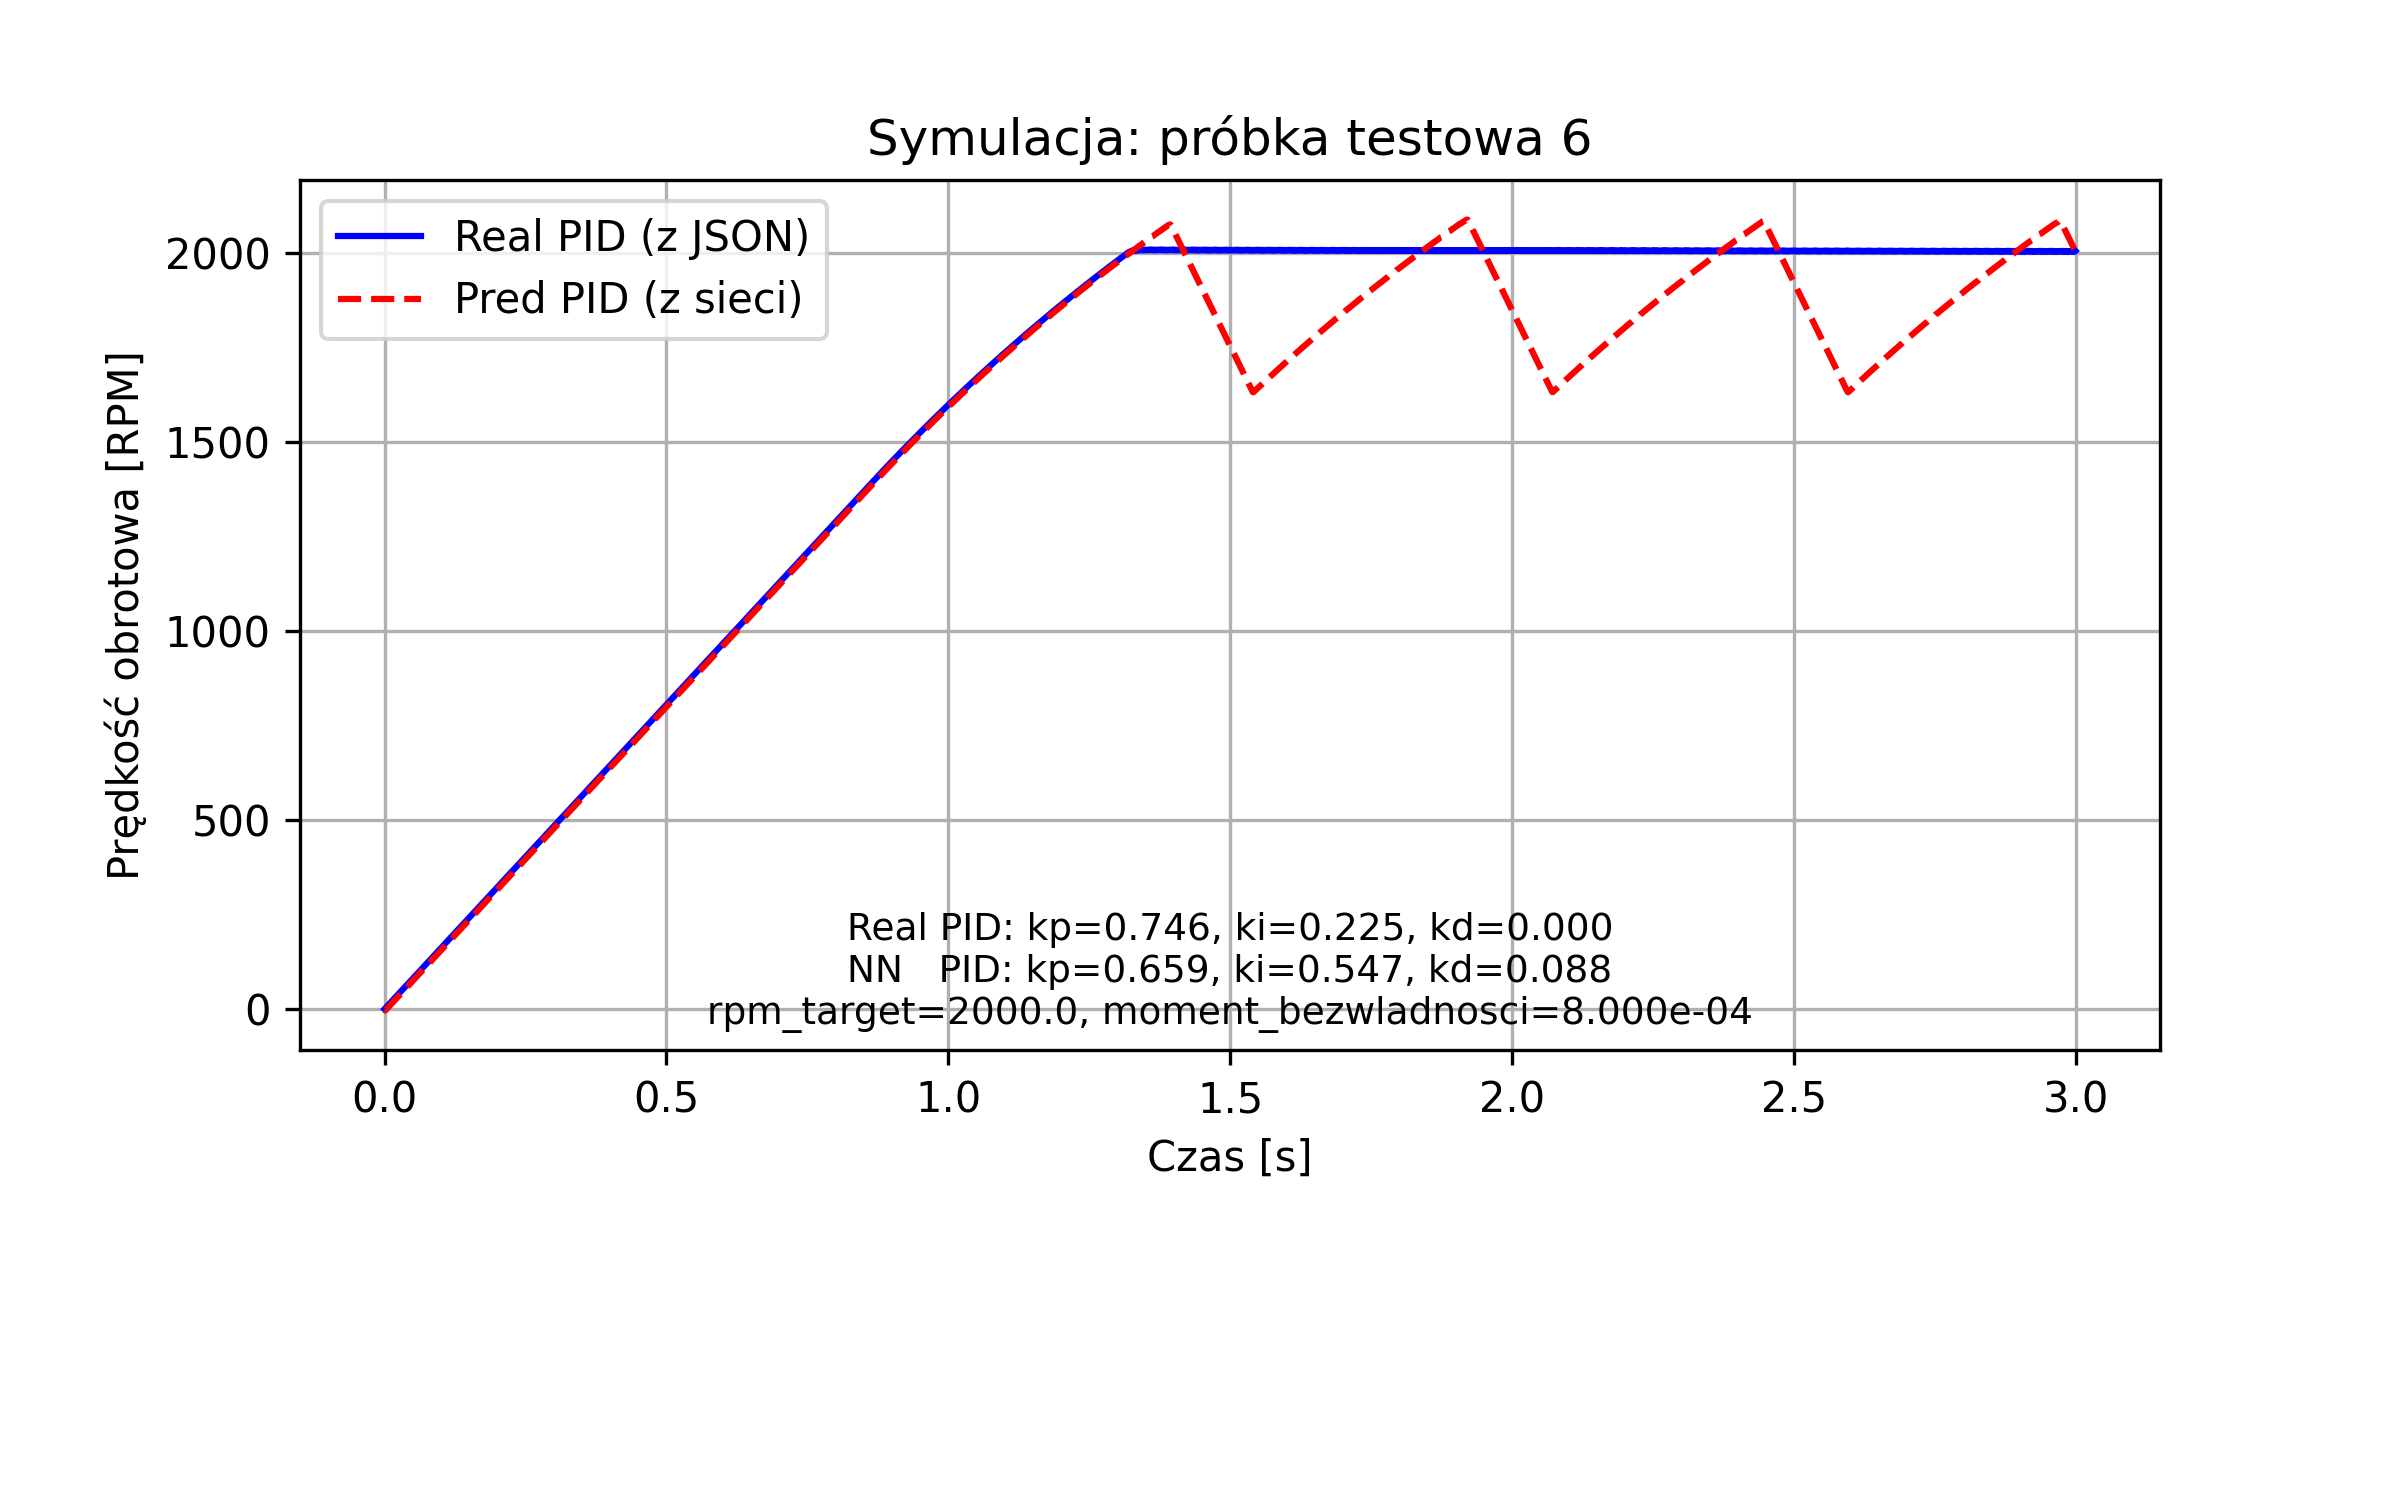 Symulacja: próbka testowa 6
Real PID (z JSON)
Pred PID (z sieci)
Prędkość obrotowa [RPM]
2000
1500
1000
500
0
Real PID: kp=0.746, ki=0.225, kd=0.000
NN   PID: kp=0.659, ki=0.547, kd=0.088
rpm_target=2000.0, moment_bezwladnosci=8.000e-04
0.0 0.5 1.0 1.5 2.0 2.5 3.0
Czas [s]